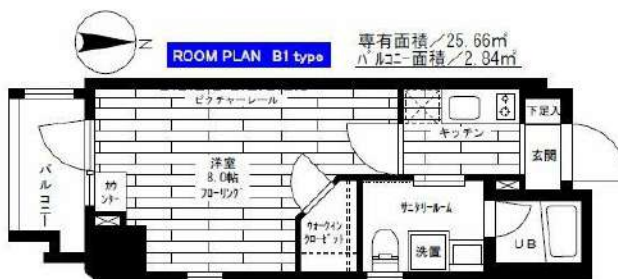 N
ROOM PLAN B1 type
専有面積／25.66㎡
バルコニー面積／2.84㎡
ピクチャーレール
キッチン
下足入
玄関
バルコニー
カウンター
洋室
8.0帖
フローリング
ウォークイン
クローゼット
サニタリールーム
洗置
UB